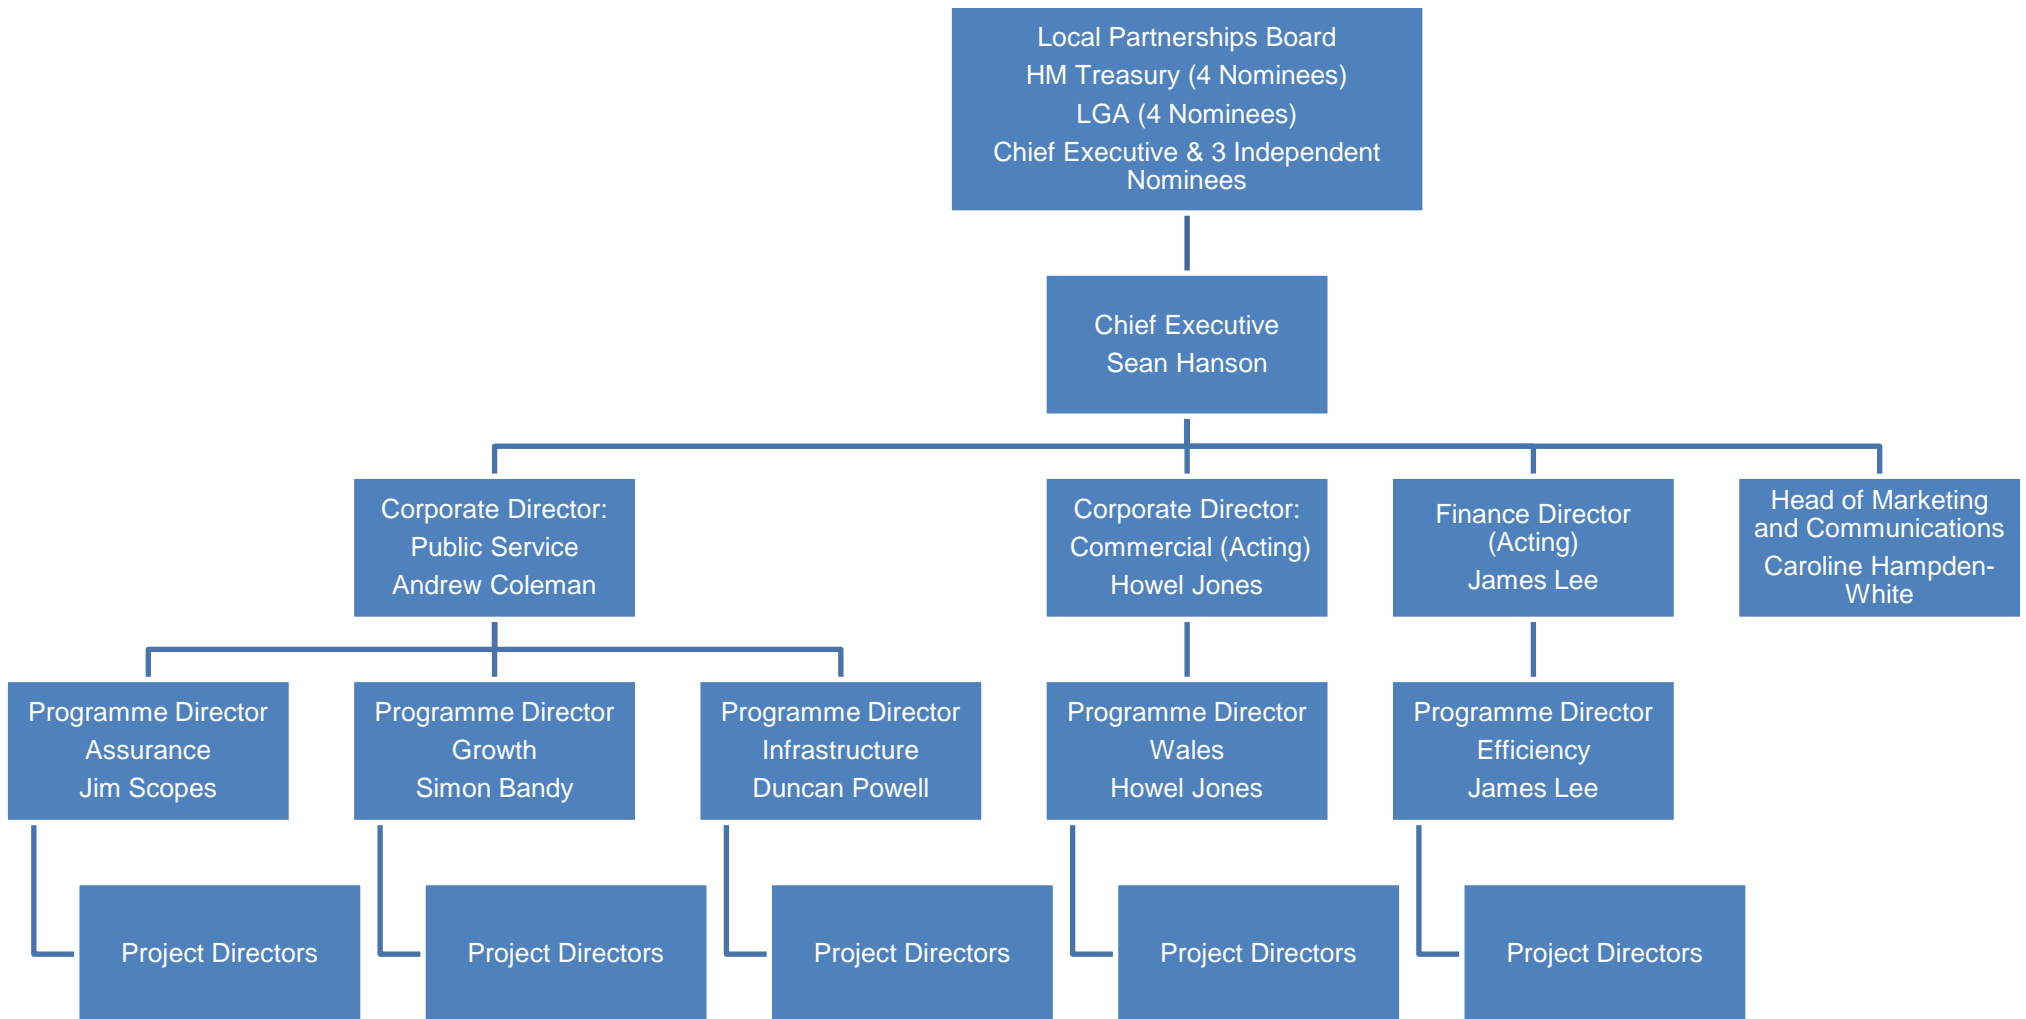 Local Partnerships Board
HM Treasury (4 Nominees)
LGA (4 Nominees)
Chief Executive & 3 Independent
Nominees
Chief Executive
Sean Hanson
Corporate Director:
Public Service
Andrew Coleman
Corporate Director:
Commercial (Acting)
Howel Jones
Finance Director
(Acting)
James Lee
Head of Marketing
and Communications
Caroline Hampden-
White
Programme Director
Assurance
Jim Scopes
Programme Director
Growth
Simon Bandy
Programme Director
Infrastructure
Duncan Powell
Programme Director
Wales
Howel Jones
Programme Director
Efficiency
James Lee
Project Directors
Project Directors
Project Directors
Project Directors
Project Directors